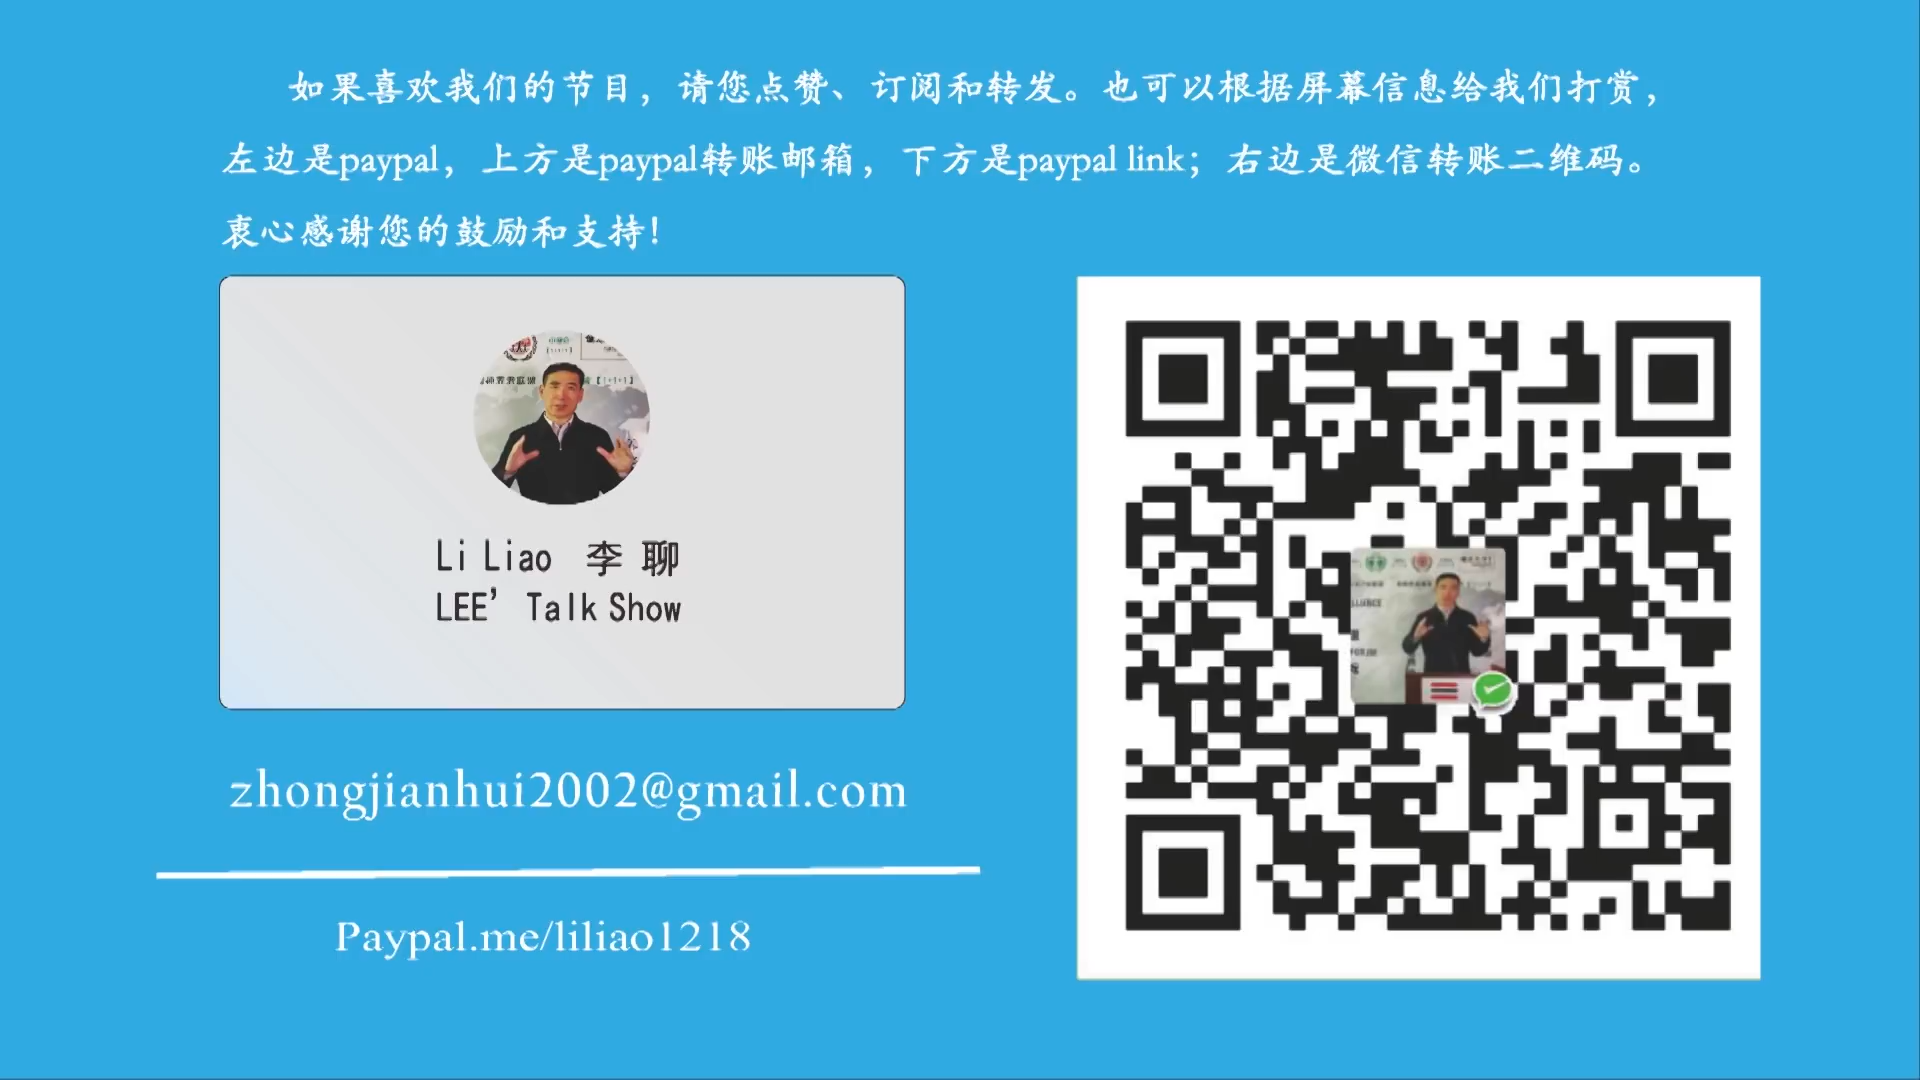 如果喜欢我们的节目，请您点赞、订阅和转发。也可以根据屏幕信息给我们打赏，
左边是paypal，上方是paypal转账邮箱，下方是paypal link；右边是微信转账二维码。
衷心感谢您的鼓励和支持！
Li Liao 李 聊
LEE’ Talk Show
zhongjianhui2002@gmail.com
Paypal.me/liliao1218